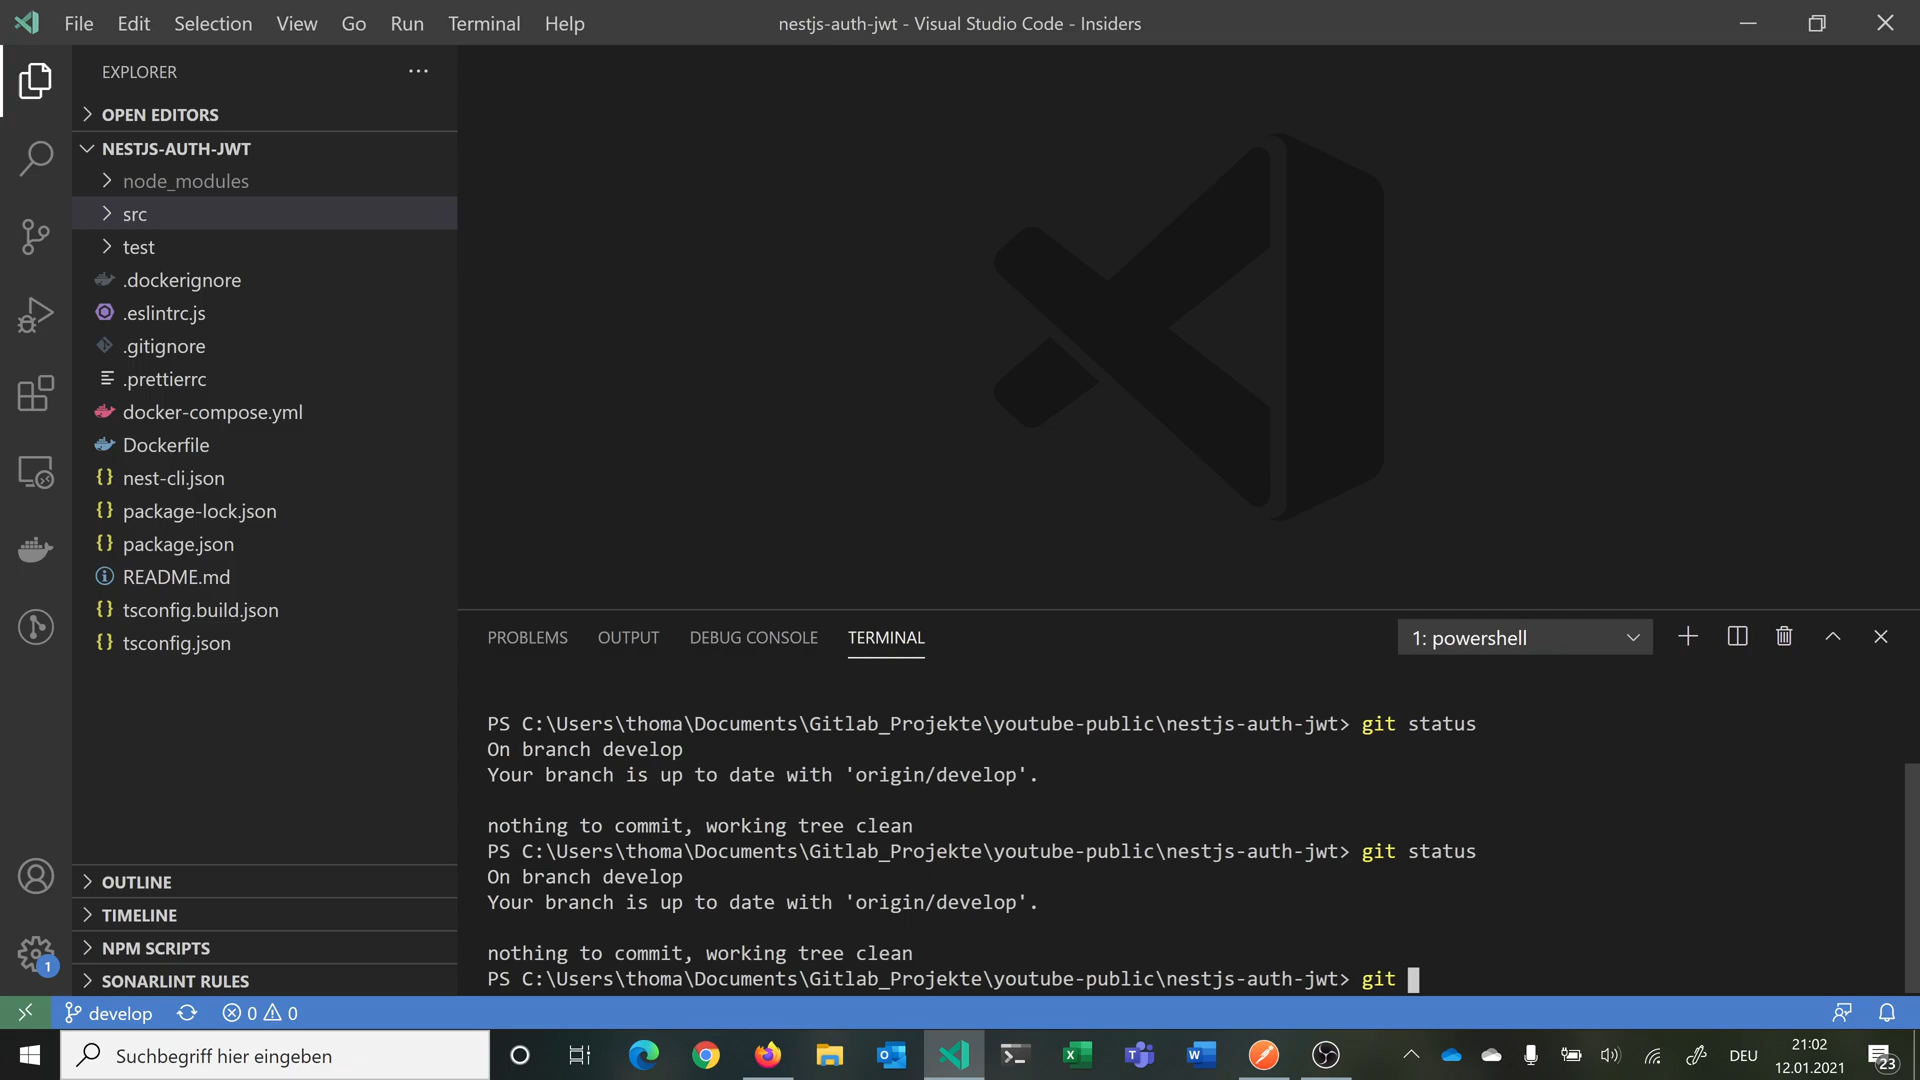 File Edit Selection View Go Run Terminal Help
nestjs-auth-jwt - Visual Studio Code - Insiders
EXPLORER
OPEN EDITORS
NESTJS-AUTH-JWT
node_modules
src
test
.dockerignore
.eslintrc.js
.gitignore
.prettierrc
docker-compose.yml
Dockerfile
nest-cli.json
package-lock.json
package.json
README.md
tsconfig.build.json
tsconfig.json
OUTLINE
TIMELINE
NPM SCRIPTS
SONARLINT RULES
1
PROBLEMS OUTPUT DEBUG CONSOLE TERMINAL
1: powershell
PS C:\Users\thoma\Documents\Gitlab_Projekte\youtube-public\nestjs-auth-jwt> git status
On branch develop
Your branch is up to date with 'origin/develop'.
nothing to commit, working tree clean
PS C:\Users\thoma\Documents\Gitlab_Projekte\youtube-public\nestjs-auth-jwt> git status
On branch develop
Your branch is up to date with 'origin/develop'.
nothing to commit, working tree clean
PS C:\Users\thoma\Documents\Gitlab_Projekte\youtube-public\nestjs-auth-jwt> git
develop 0 0
Suchbegriff hier eingeben
DEU
21:02
12.01.2021
23